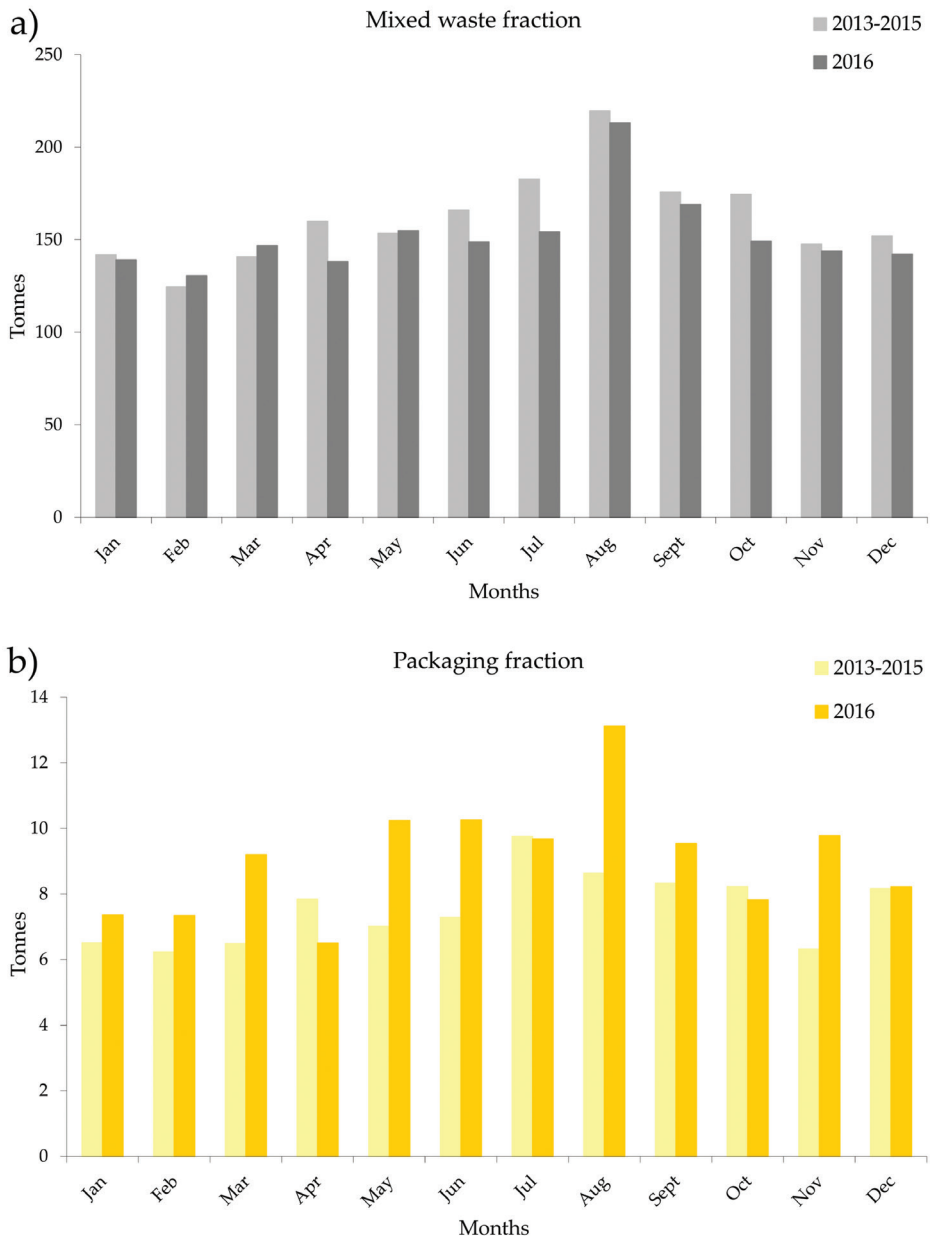 a)
Mixed waste fraction
2013-2015
2016
250
200
150
100
50
0
Tonnes
Jan
Feb
Mar
Apr
May
Jun
Jul
Aug
Sept
Oct
Nov
Dec
Months
b)
Packaging fraction
2013-2015
2016
14
12
10
8
6
4
2
0
Tonnes
Jan
Feb
Mar
Apr
May
Jun
Jul
Aug
Sept
Oct
Nov
Dec
Months